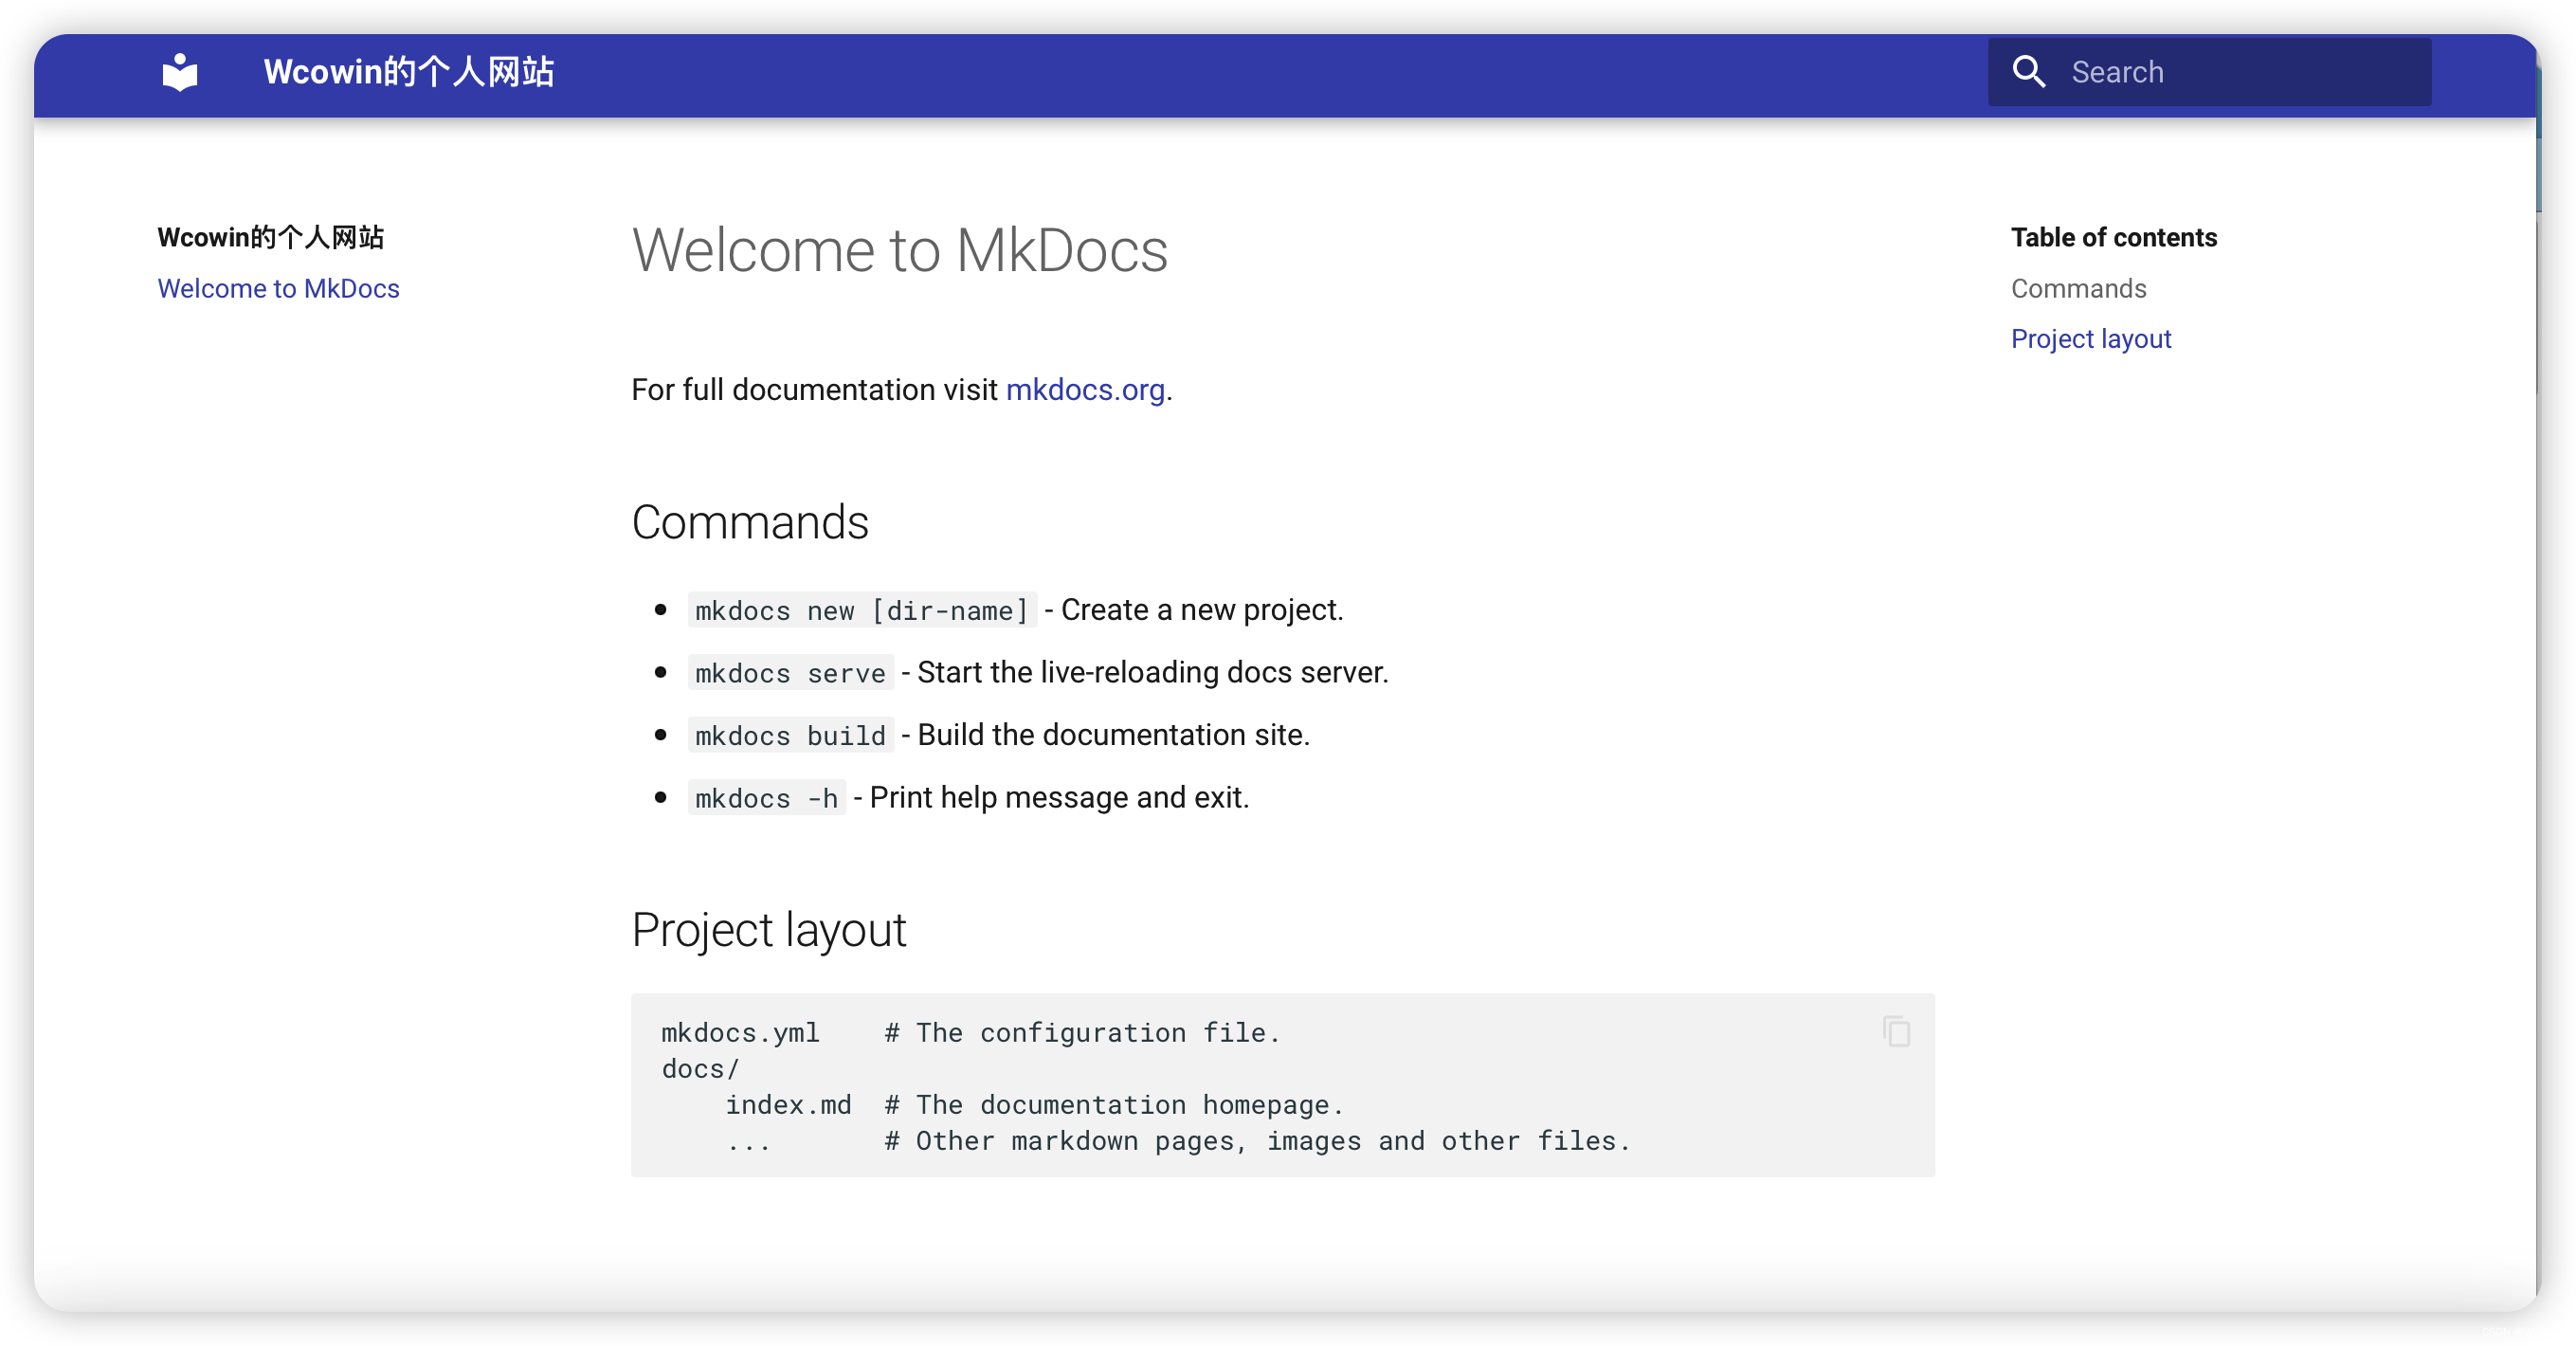 Wcowin的个人网站
Search
Wcowin的个人网站
Welcome to MkDocs
Welcome to MkDocs
For full documentation visit mkdocs.org.
Commands
mkdocs new [dir-name] - Create a new project.
mkdocs serve - Start the live-reloading docs server.
mkdocs build - Build the documentation site.
mkdocs -h - Print help message and exit.
Project layout
mkdocs.yml    # The configuration file.
docs/
    index.md  # The documentation homepage.
    ...       # Other markdown pages, images and other files.
Table of contents
Commands
Project layout